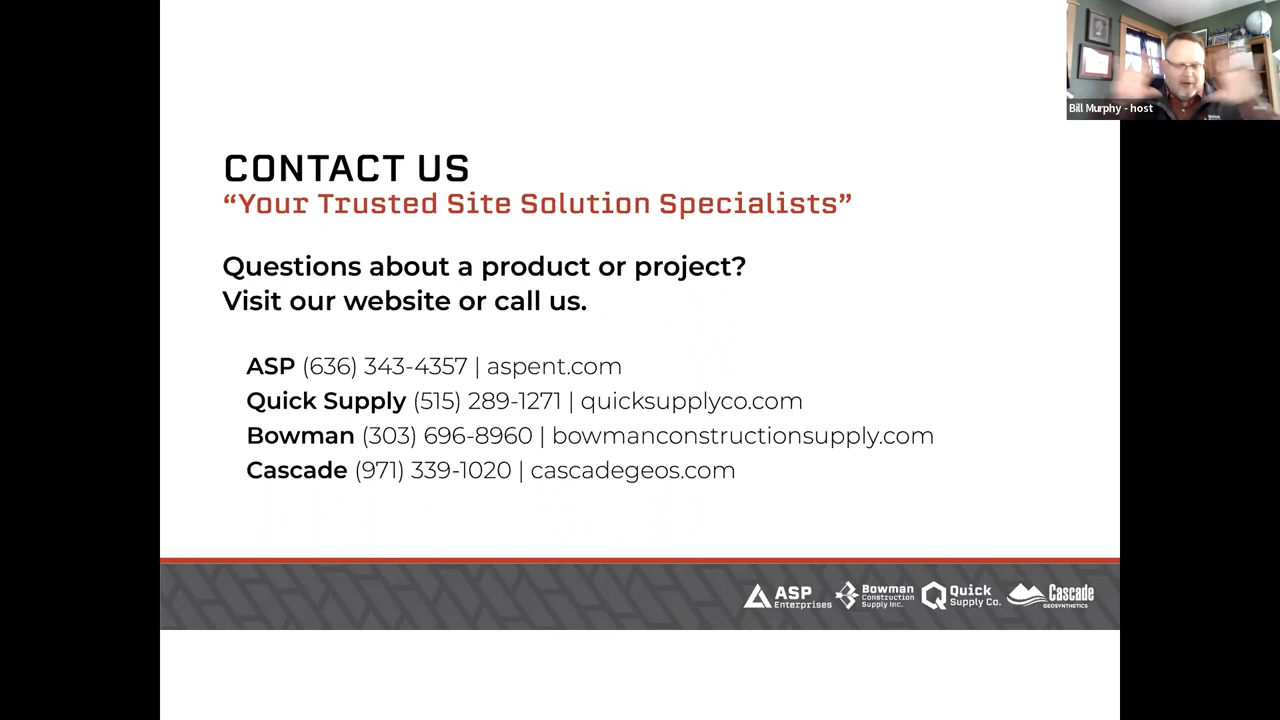 Bill Murphy - host
CONTACT US
“Your Trusted Site Solution Specialists”
Questions about a product or project?
Visit our website or call us.
ASP (636) 343-4357 | aspent.com
Quick Supply (515) 289-1271 | quicksupplyco.com
Bowman (303) 696-8960 | bowmanconstructionsupply.com
Cascade (971) 339-1020 | cascadegeos.com
ASP
Enterprises
Bowman
Construction
Supply Inc.
Quick
Supply Co.
Cascade
GEOSYNTHETICS